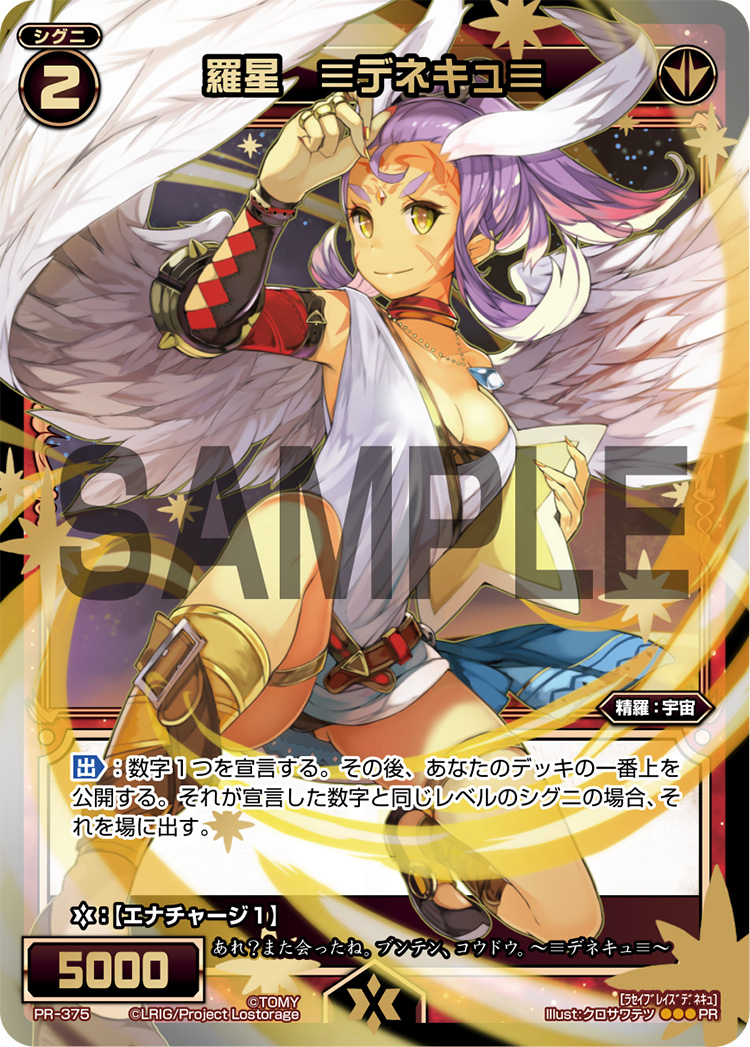 シグニ
2
羅星　≡デネキュ≡
SAMPLE
精羅：宇宙
出：数字１つを宣言する。その後、あなたのデッキの一番上を
公開する。それが宣言した数字と同じレベルのシグニの場合、そ
れを場に出す。
：【エナチャージ１】
あれ？また会ったね。ブンテン、コウドウ。～≡デネキュ≡～
5000
[ラセイブレイズデネキュ]
PR-375 ©LRIG/Project Lostorage ©TOMY Illust:クロサワテツ PR